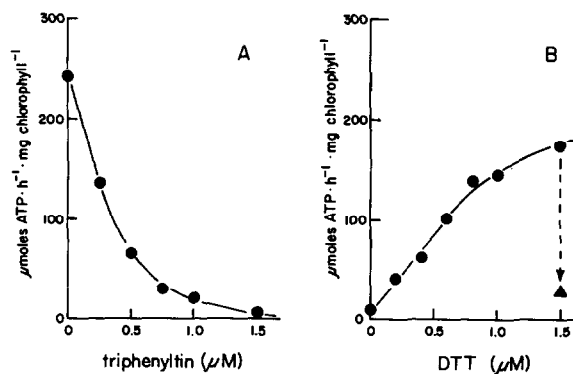 300
A
200
100
0
μmoles ATP·h⁻¹·mg chlorophyll⁻¹
0 0.5 1.0 1.5
triphenyltin (μM)
300
B
200
100
0
μmoles ATP·h⁻¹·mg chlorophyll⁻¹
0 0.5 1.0 1.5
DTT (μM)